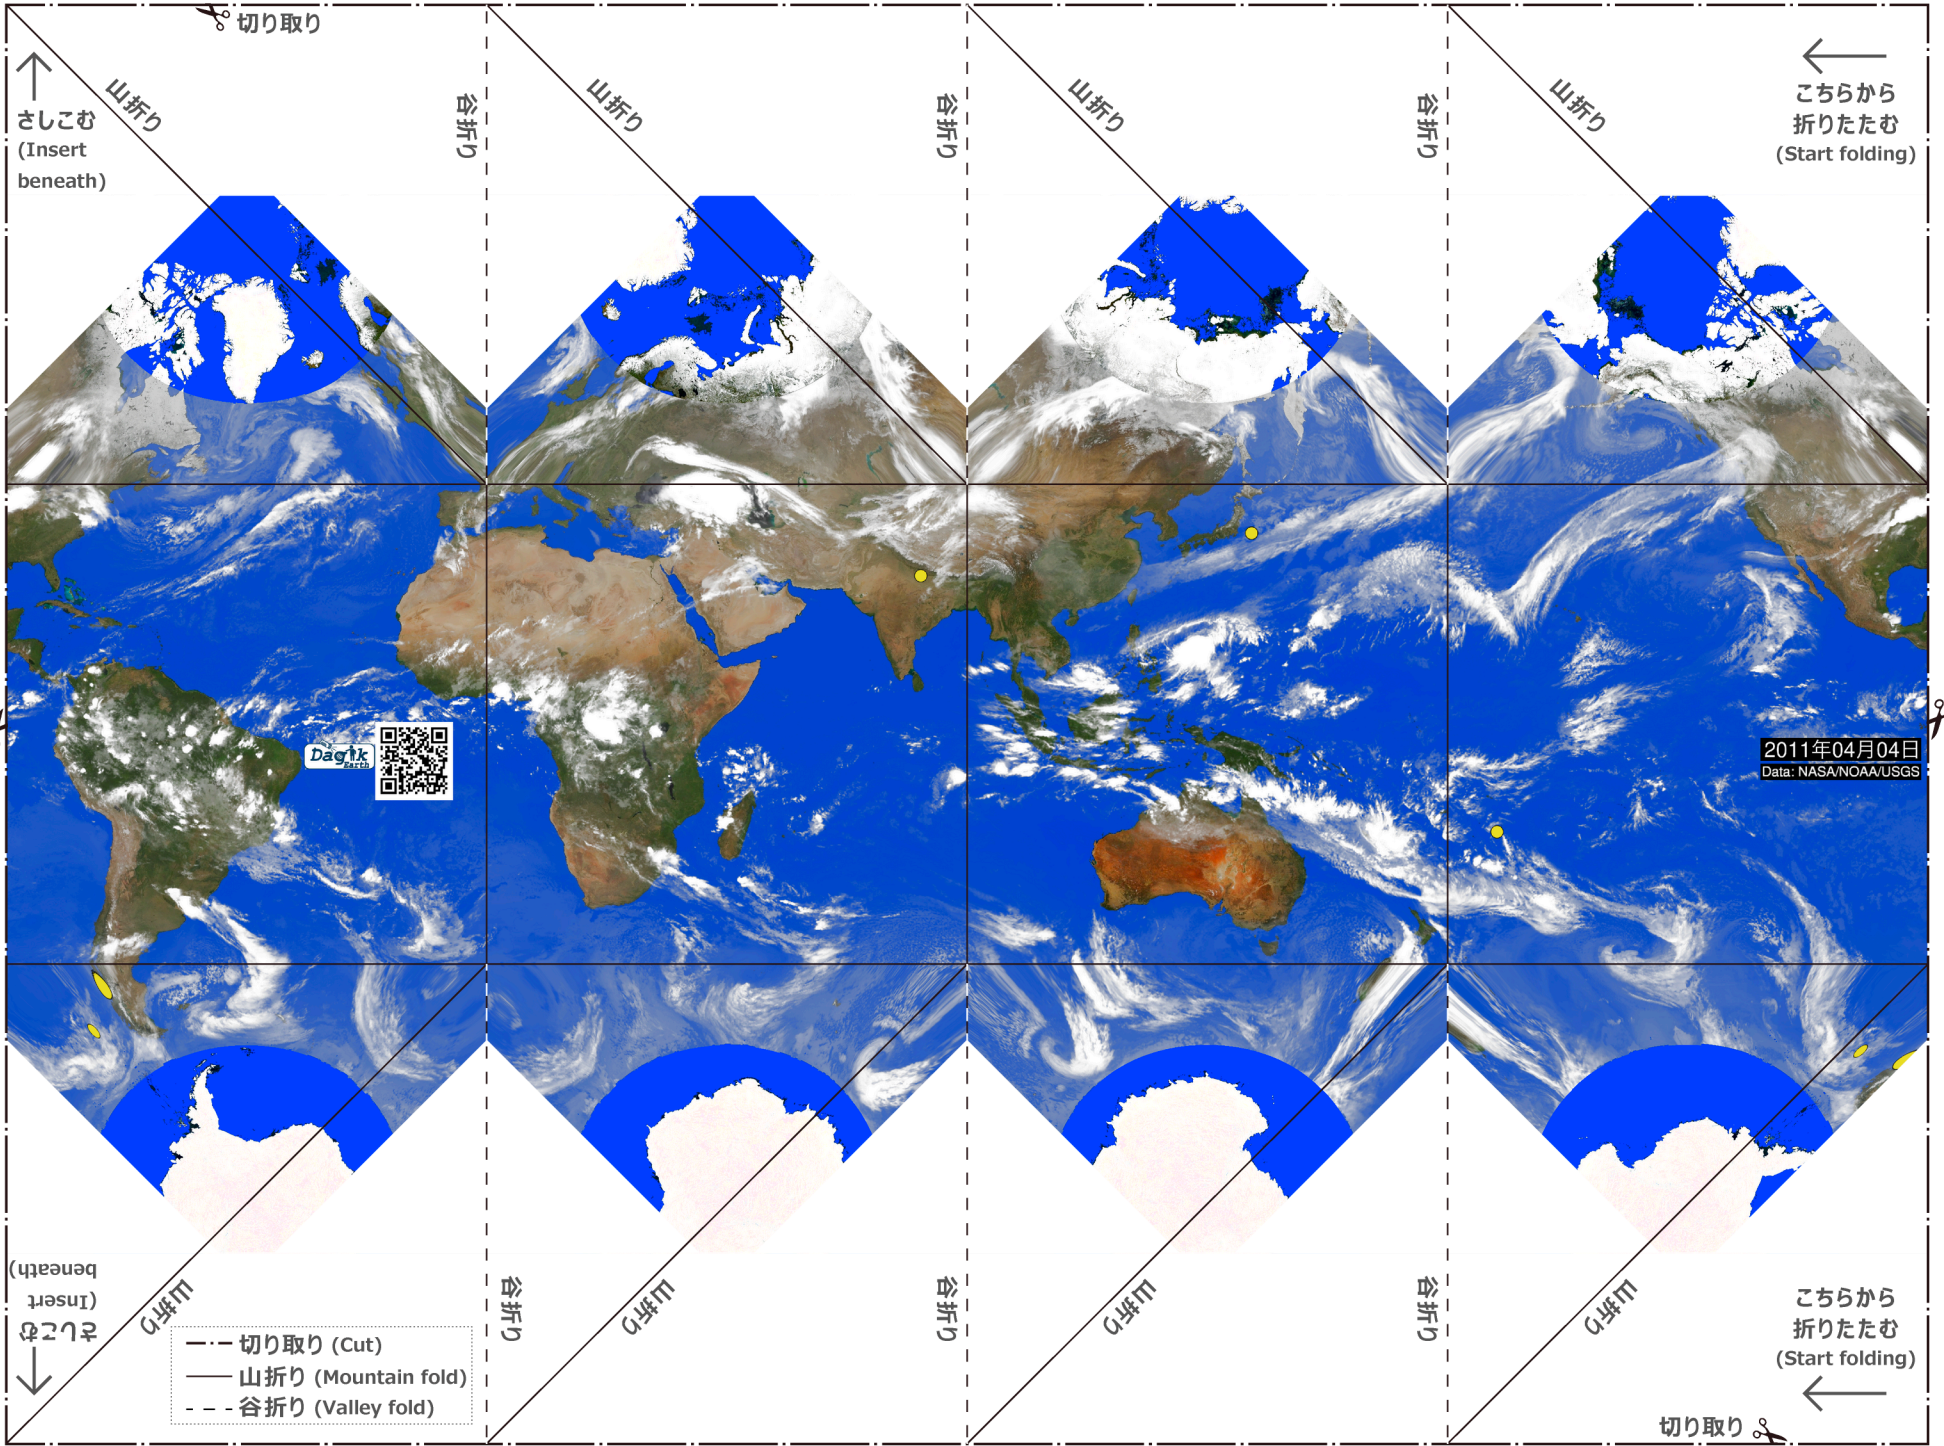 切り取り
山折り
谷折り
山折り
谷折り
山折り
谷折り
山折り
さしこむ
(Insert
beneath)
こちらから
折りたたむ
(Start folding)
Dagik
Earth
2011年04月04日
Data: NASA/NOAA/USGS
さしこむ
(Insert
beneath)
山折り
谷折り
山折り
谷折り
山折り
谷折り
山折り
切り取り (Cut)
山折り (Mountain fold)
谷折り (Valley fold)
こちらから
折りたたむ
(Start folding)
切り取り